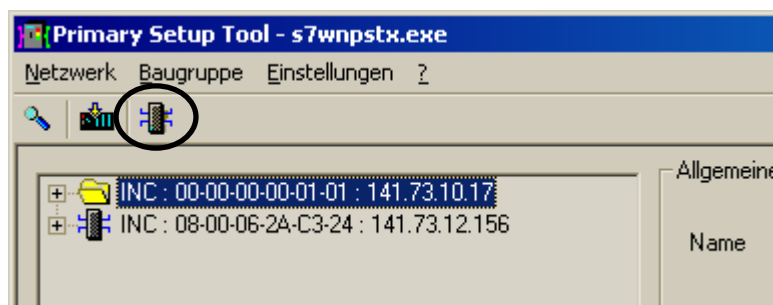 Primary Setup Tool - s7wnpstx.exe
Netzwerk Baugruppe Einstellungen ?
INC : 00-00-00-00-01-01 : 141.73.10.17
INC : 08-00-06-2A-C3-24 : 141.73.12.156
Allgemeine
Name